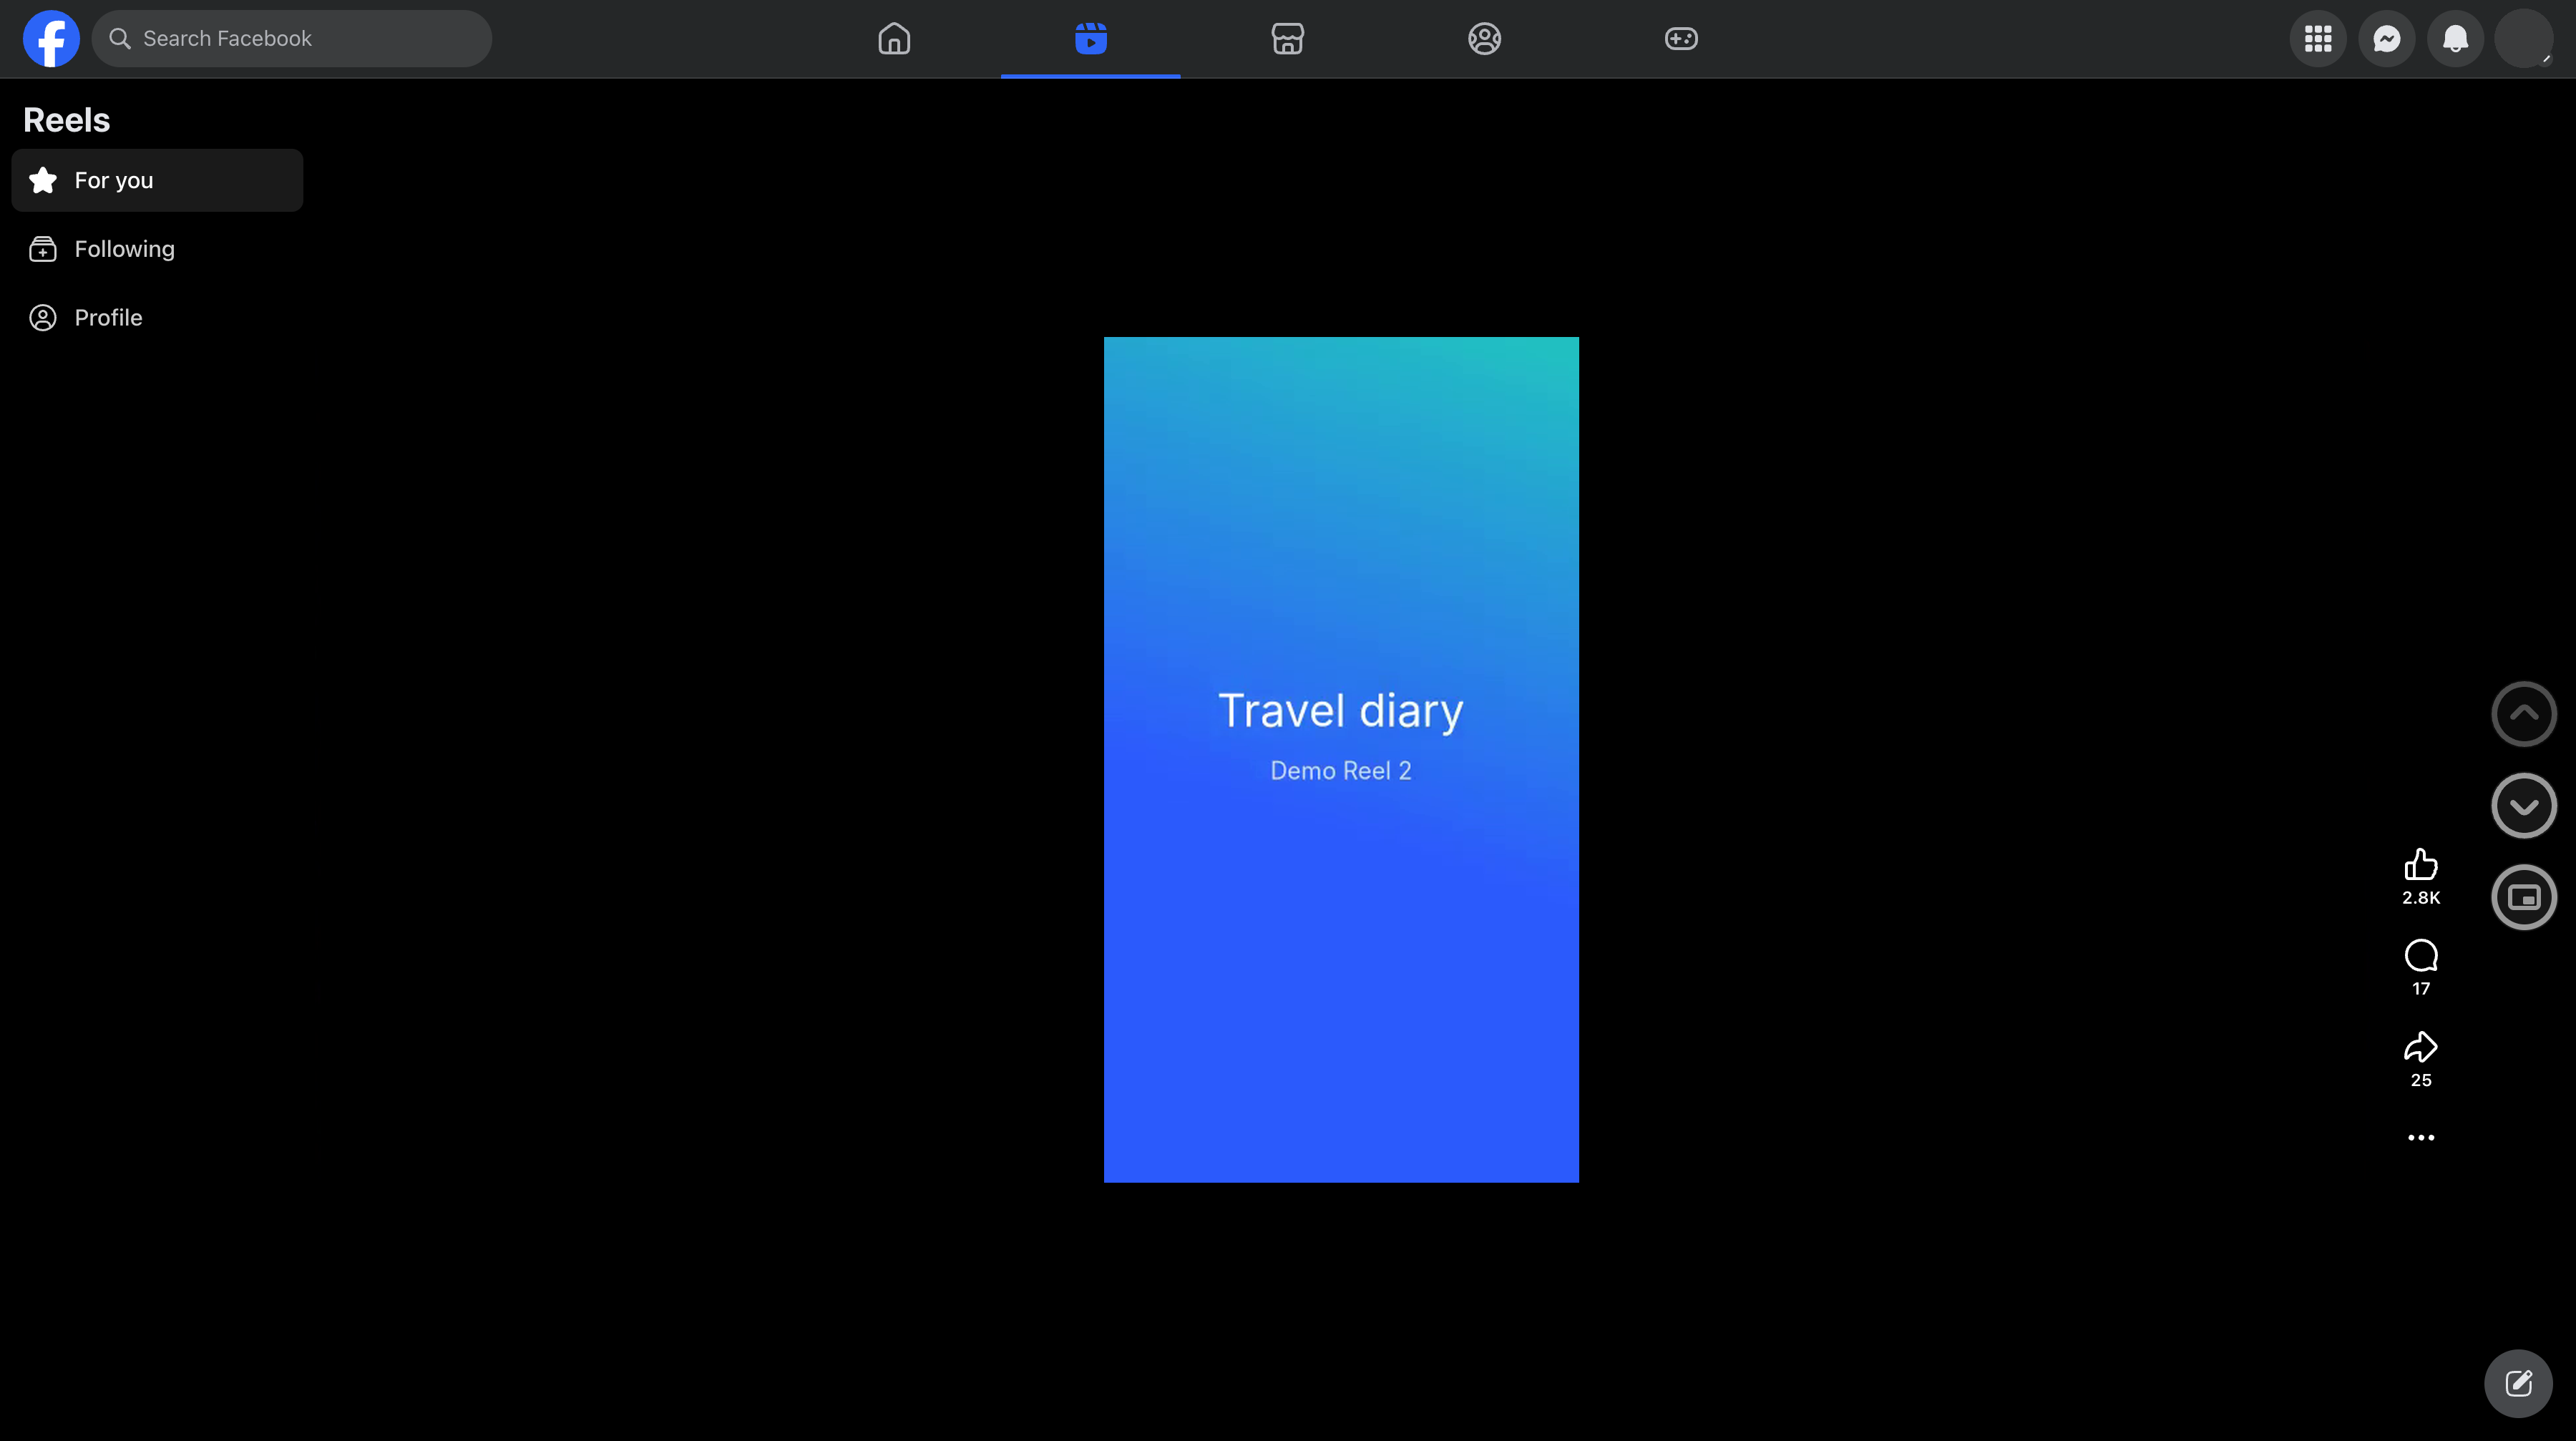 Search Facebook
Reels
For you
Following
Profile
Travel diary
Demo Reel 2
2.8K
17
25